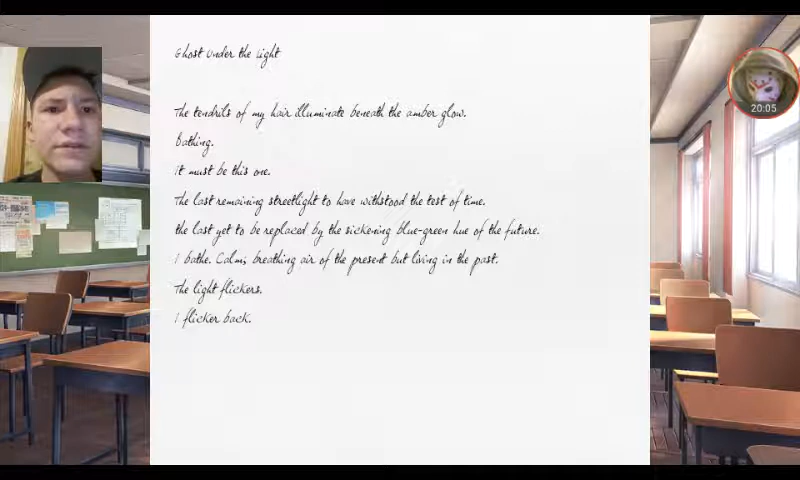 Ghost Under the Light
The tendrils of my hair illuminate beneath the amber glow.
Bathing.
It must be this one.
The last remaining streetlight to have withstood the test of time.
the last yet to be replaced by the sickening blue-green hue of the future.
I bathe. Calm; breathing air of the present but living in the past.
The light flickers.
I flicker back.
20:05